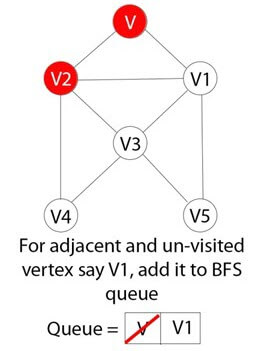 V
V2 V1
V3
V4 V5
For adjacent and un-visited
vertex say V1, add it to BFS
queue
Queue = V V1